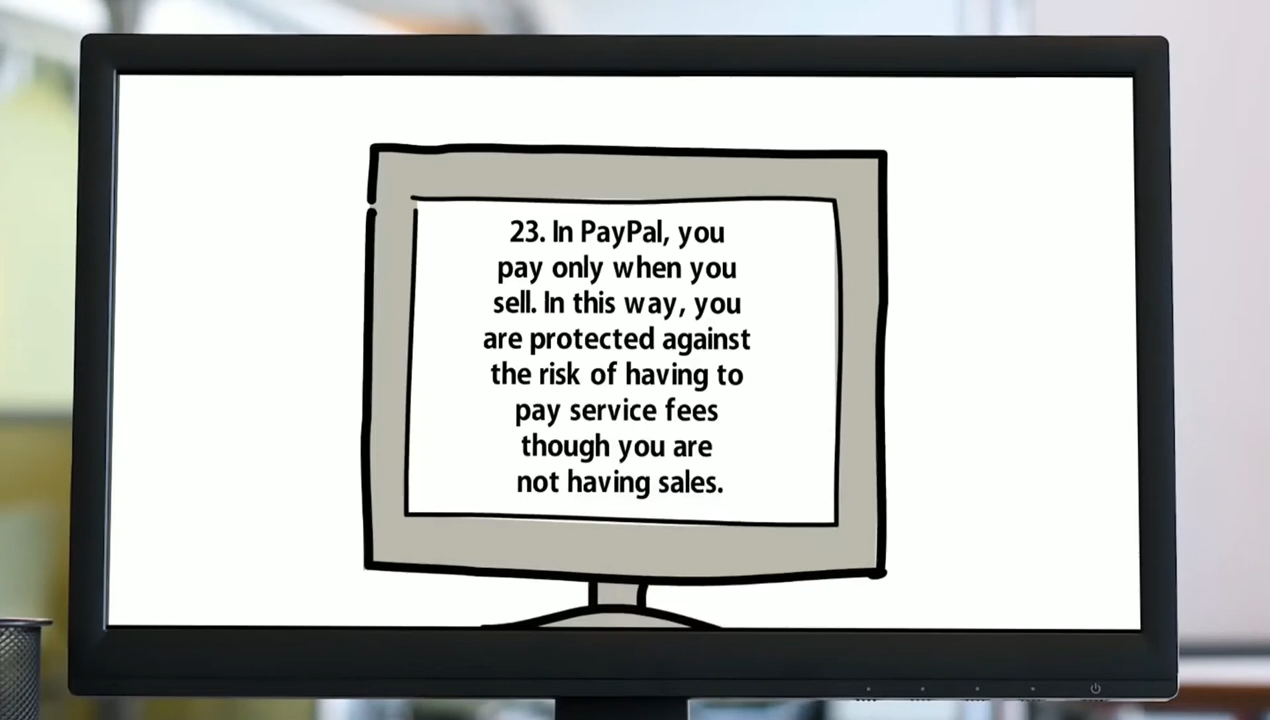 23. In PayPal, you
pay only when you
sell. In this way, you
are protected against
the risk of having to
pay service fees
though you are
not having sales.